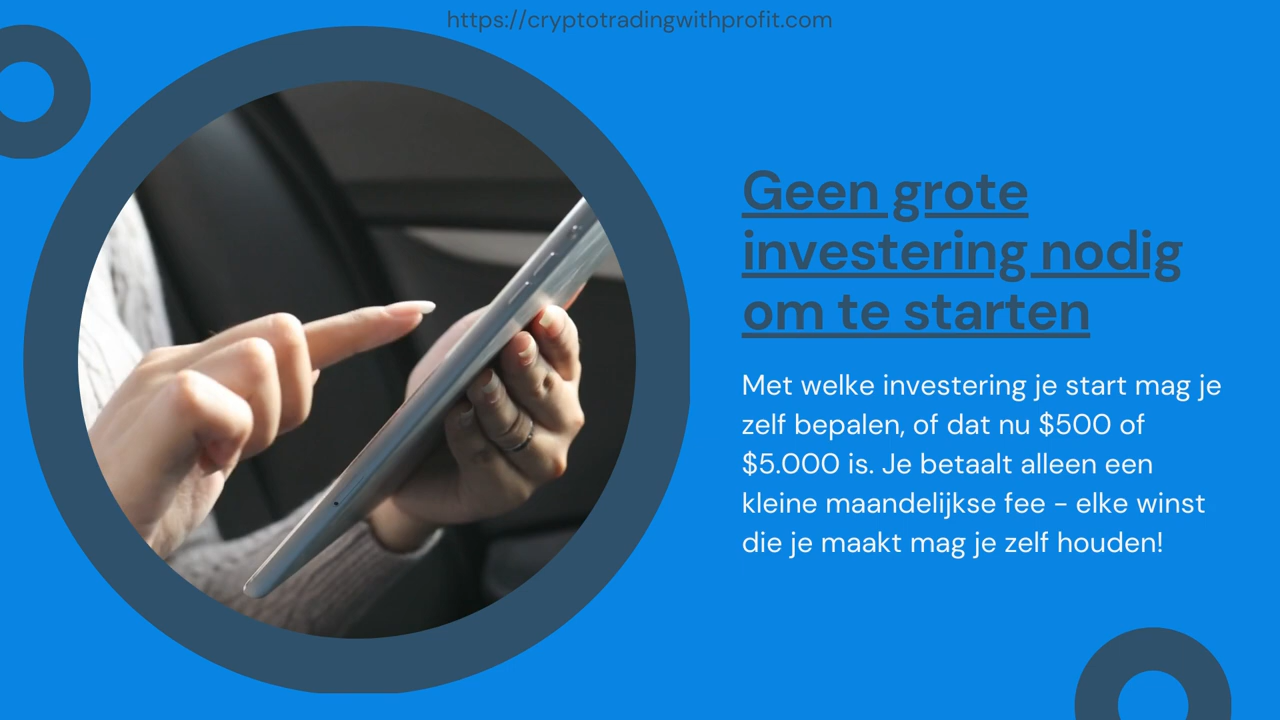 https://cryptotradingwithprofit.com
Geen grote
investering nodig
om te starten
Met welke investering je start mag je
zelf bepalen, of dat nu $500 of
$5.000 is. Je betaalt alleen een
kleine maandelijkse fee - elke winst
die je maakt mag je zelf houden!